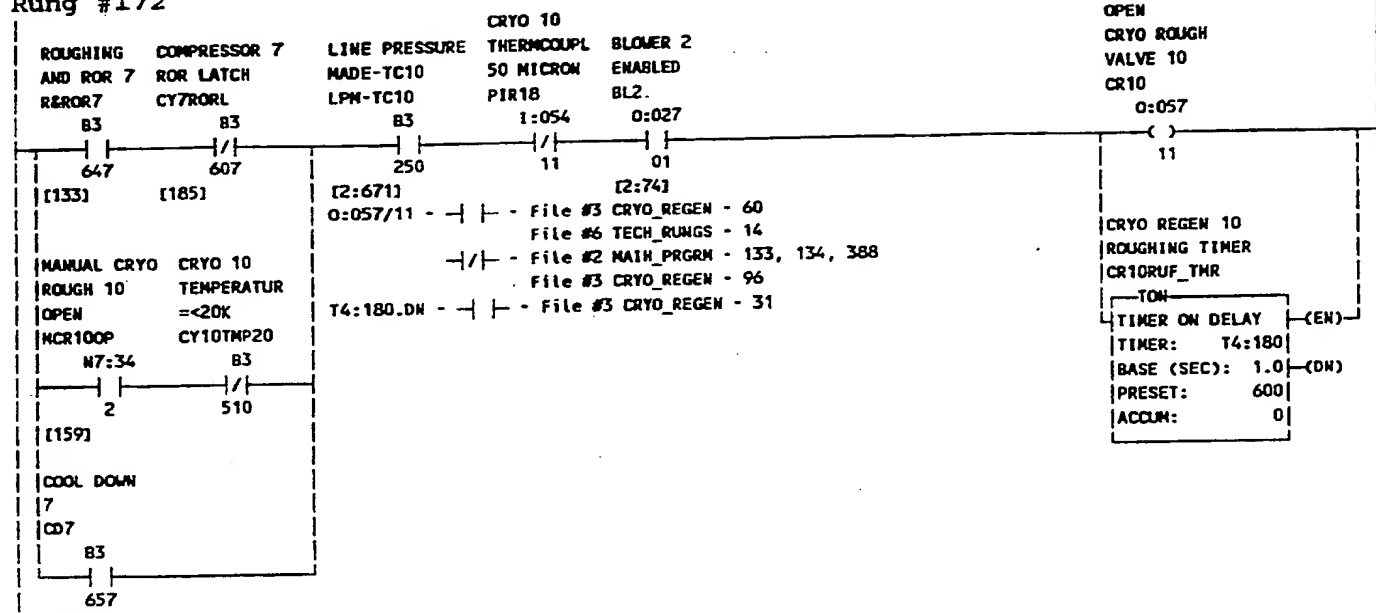 Rung #172
ROUGHING
AND ROR 7
R&ROR7
B3
647
[133]
COMPRESSOR 7
ROR LATCH
CY7RORL
B3
607
[185]
LINE PRESSURE
MADE-TC10
LPM-TC10
B3
250
[2:671]
CRYO 10
THERMCOUPL
50 MICRON
PIR18
I:054
11
BLOWER 2
ENABLED
BL2.
O:027
01
[2:74]
OPEN
CRYO ROUGH
VALVE 10
CR10
O:057
11
O:057/11 - ┤ ├ - File #3 CRYO_REGEN - 60
File #6 TECH_RUNGS - 14
┤/├ - File #2 MAIN_PRGRM - 133, 134, 388
File #3 CRYO_REGEN - 96
T4:180.DN - ┤ ├ - File #3 CRYO_REGEN - 31
MANUAL CRYO
ROUGH 10
OPEN
MCR10OP
N7:34
2
[159]
CRYO 10
TEMPERATUR
=<20K
CY10TMP20
B3
510
COOL DOWN
7
CD7
B3
657
CRYO REGEN 10
ROUGHING TIMER
CR10RUF_TMR
TON
TIMER ON DELAY (EN)
TIMER: T4:180
BASE (SEC): 1.0 (DN)
PRESET: 600
ACCUM: 0